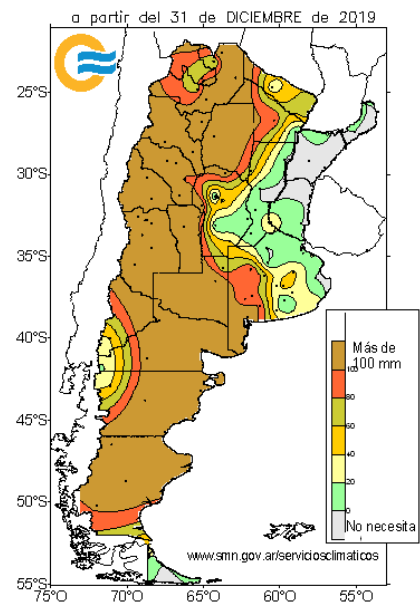 a partir del 31 de DICIEMBRE de 2019
25°S
30°S
35°S
40°S
45°S
50°S
55°S
75°O
70°O
65°O
60°O
55°O
Más de
100 mm
100
80
60
40
20
0
No necesita
www.smn.gov.ar/serviciosclimaticos